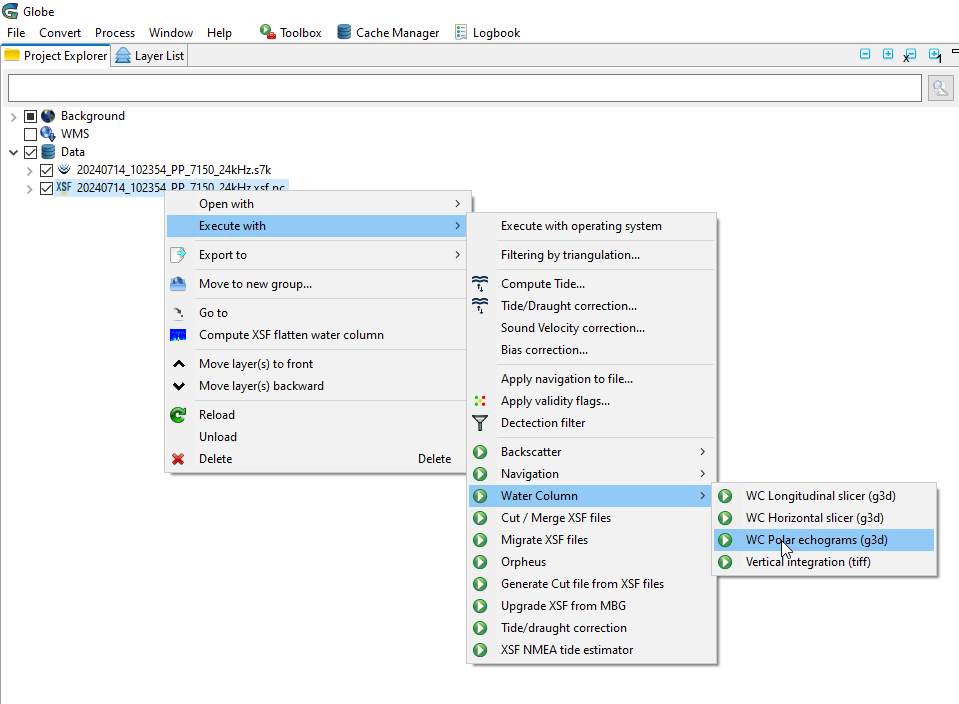 Globe
File Convert Process Window Help Toolbox Cache Manager Logbook
Project Explorer Layer List
Background
WMS
Data
20240714_102354_PP_7150_24kHz.s7k
XSF 20240714_102354_PP_7150_24kHz.xsf.nc
Open with
Execute with
Export to
Move to new group...
Go to
Compute XSF flatten water column
Move layer(s) to front
Move layer(s) backward
Reload
Unload
Delete Delete
Execute with operating system
Filtering by triangulation...
Compute Tide...
Tide/Draught correction...
Sound Velocity correction...
Bias correction...
Apply navigation to file...
Apply validity flags...
Dectection filter
Backscatter
Navigation
Water Column
Cut / Merge XSF files
Migrate XSF files
Orpheus
Generate Cut file from XSF files
Upgrade XSF from MBG
Tide/draught correction
XSF NMEA tide estimator
WC Longitudinal slicer (g3d)
WC Horizontal slicer (g3d)
WC Polar echograms (g3d)
Vertical integration (tiff)